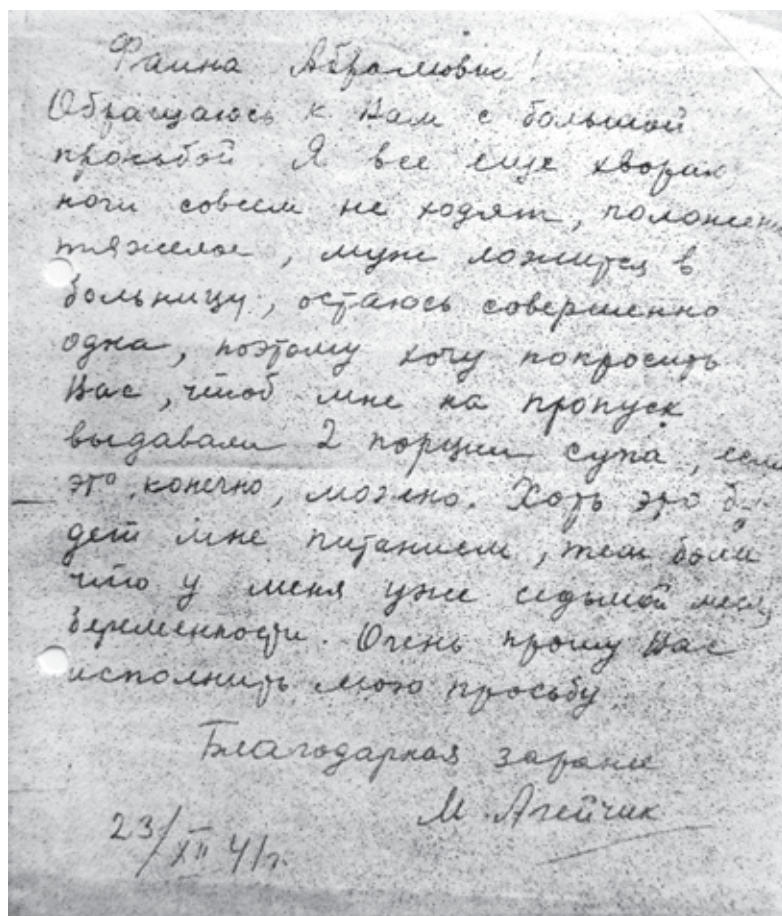 Фаина Абрамовна!
Обращаюсь к Вам с большой
просьбой. Я все еще хвораю
ноги совсем не ходят, положени
тяжелое, муж ложится в
больницу, остаюсь совершенно
одна, поэтому хочу попросить
Вас, чтоб мне на пропуск
выдавали 2 порции супа, если
это, конечно, можно. Хоть это бу
дет мне питанием, тем боле
что у меня уже седьмой меся
беременности. Очень прошу Вас
исполнить мою просьбу.
Благодарная заране
М. Агейчик
23/XII 41 г.